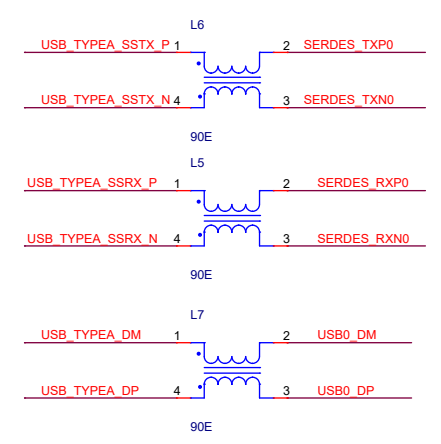 L6
USB_TYPEA_SSTX_P 1 2 SERDES_TXP0
USB_TYPEA_SSTX_N 4 3 SERDES_TXN0
90E
L5
USB_TYPEA_SSRX_P 1 2 SERDES_RXP0
USB_TYPEA_SSRX_N 4 3 SERDES_RXN0
90E
L7
USB_TYPEA_DM 1 2 USB0_DM
USB_TYPEA_DP 4 3 USB0_DP
90E